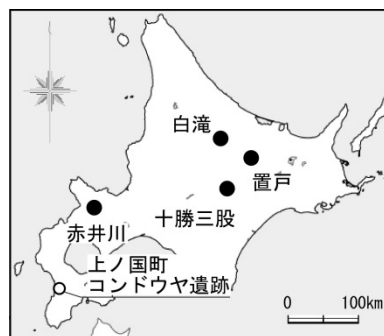 白滝
置戸
十勝三股
赤井川
上ノ国町
コンドウヤ遺跡
0 100km